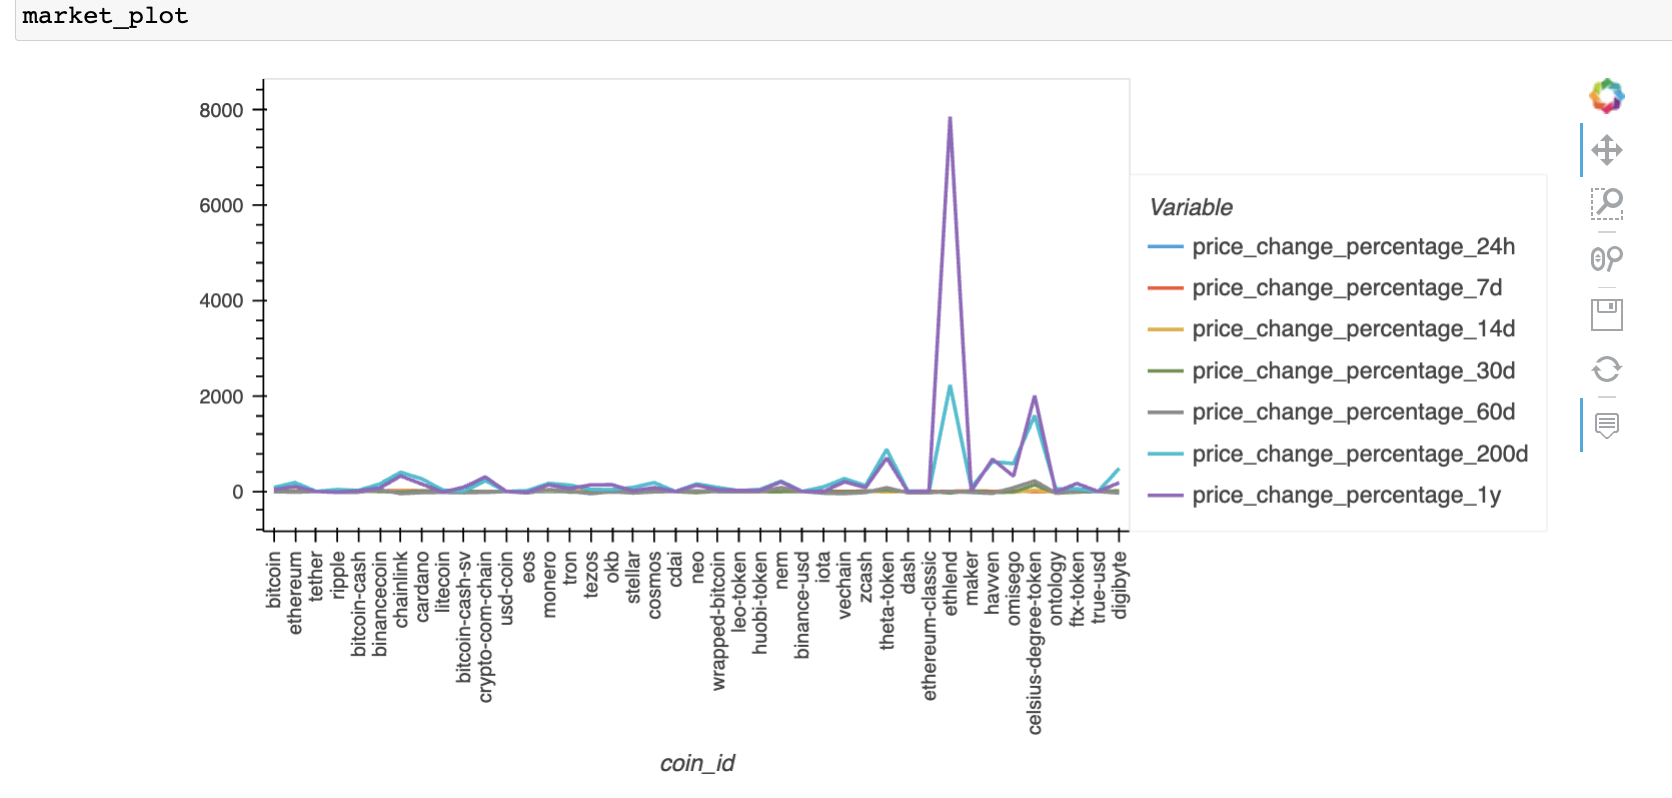 market_plot
8000
6000
4000
2000
0
Variable
price_change_percentage_24h
price_change_percentage_7d
price_change_percentage_14d
price_change_percentage_30d
price_change_percentage_60d
price_change_percentage_200d
price_change_percentage_1y
bitcoin
ethereum
tether
ripple
bitcoin-cash
binancecoin
chainlink
cardano
litecoin
bitcoin-cash-sv
crypto-com-chain
usd-coin
eos
monero
tron
tezos
okb
stellar
cosmos
cdai
neo
wrapped-bitcoin
leo-token
huobi-token
nem
binance-usd
iota
vechain
zcash
theta-token
dash
ethereum-classic
ethlend
maker
havven
omisego
celsius-degree-token
ontology
ftx-token
true-usd
digibyte
coin_id